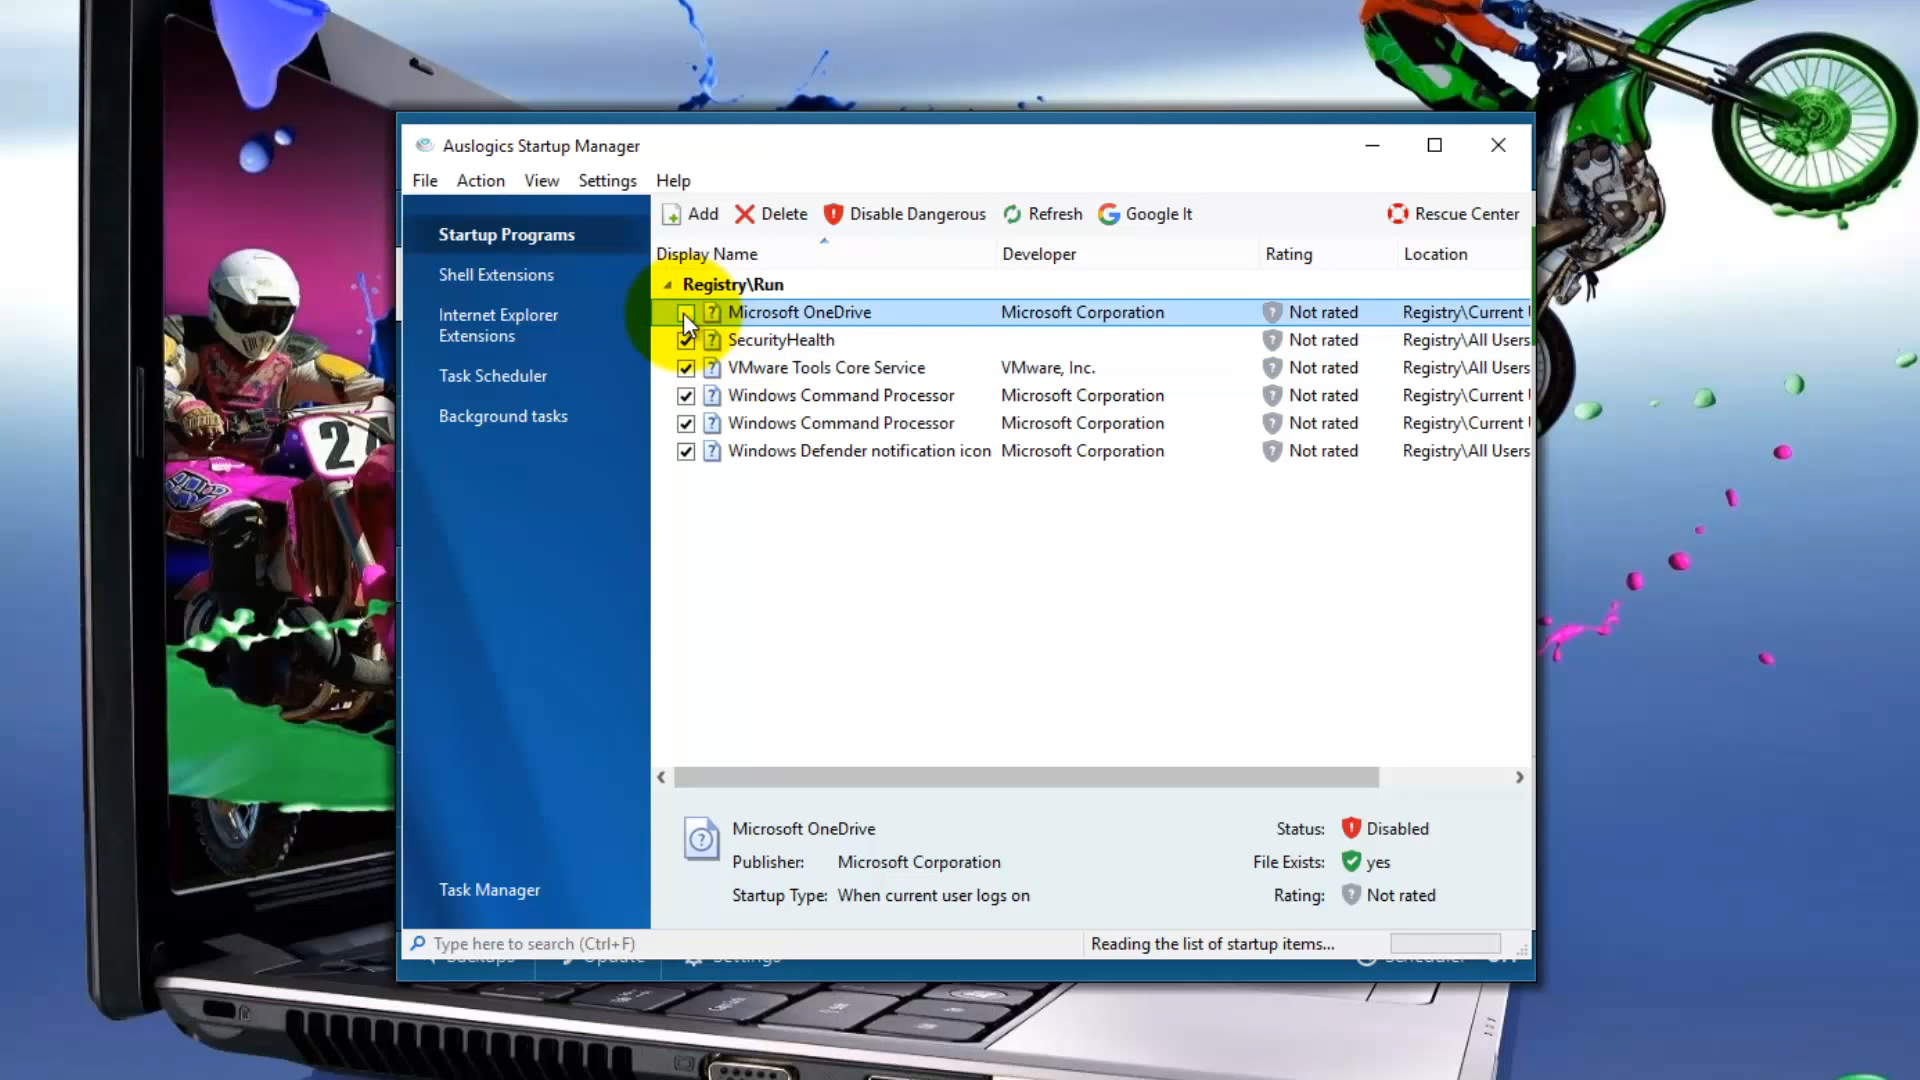 Auslogics Startup Manager
File Action View Settings Help
Startup Programs
Shell Extensions
Internet Explorer
Extensions
Task Scheduler
Background tasks
Task Manager
Add Delete Disable Dangerous Refresh Google It Rescue Center
Display Name Developer Rating Location
Registry\Run
Microsoft OneDrive Microsoft Corporation Not rated Registry\Current
SecurityHealth Not rated Registry\All Users
VMware Tools Core Service VMware, Inc. Not rated Registry\All Users
Windows Command Processor Microsoft Corporation Not rated Registry\Current
Windows Command Processor Microsoft Corporation Not rated Registry\Current
Windows Defender notification icon Microsoft Corporation Not rated Registry\All Users
Microsoft OneDrive Status: Disabled
Publisher: Microsoft Corporation File Exists: yes
Startup Type: When current user logs on Rating: Not rated
Type here to search (Ctrl+F) Reading the list of startup items...